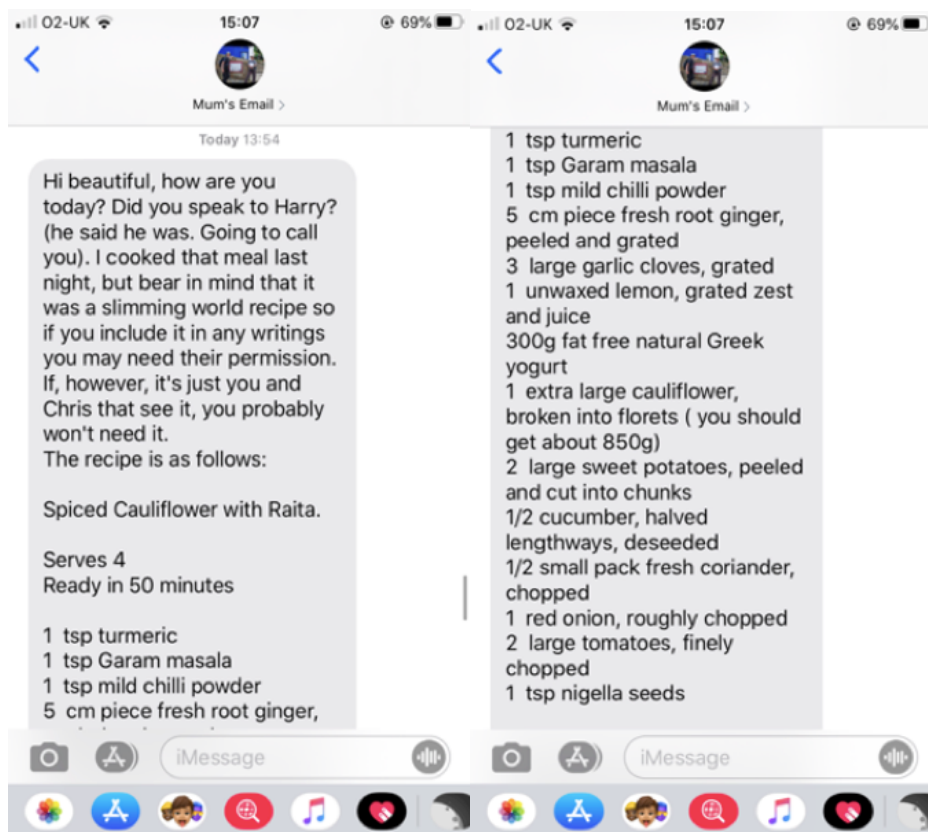 O2-UK
15:07
69%
Mum's Email >
Today 13:54
Hi beautiful, how are you
today? Did you speak to Harry?
(he said he was. Going to call
you). I cooked that meal last
night, but bear in mind that it
was a slimming world recipe so
if you include it in any writings
you may need their permission.
If, however, it's just you and
Chris that see it, you probably
won't need it.
The recipe is as follows:
Spiced Cauliflower with Raita.
Serves 4
Ready in 50 minutes
1 tsp turmeric
1 tsp Garam masala
1 tsp mild chilli powder
5 cm piece fresh root ginger,
iMessage
O2-UK
15:07
69%
Mum's Email >
1 tsp turmeric
1 tsp Garam masala
1 tsp mild chilli powder
5 cm piece fresh root ginger,
peeled and grated
3 large garlic cloves, grated
1 unwaxed lemon, grated zest
and juice
300g fat free natural Greek
yogurt
1 extra large cauliflower,
broken into florets ( you should
get about 850g)
2 large sweet potatoes, peeled
and cut into chunks
1/2 cucumber, halved
lengthways, deseeded
1/2 small pack fresh coriander,
chopped
1 red onion, roughly chopped
2 large tomatoes, finely
chopped
1 tsp nigella seeds
iMessage